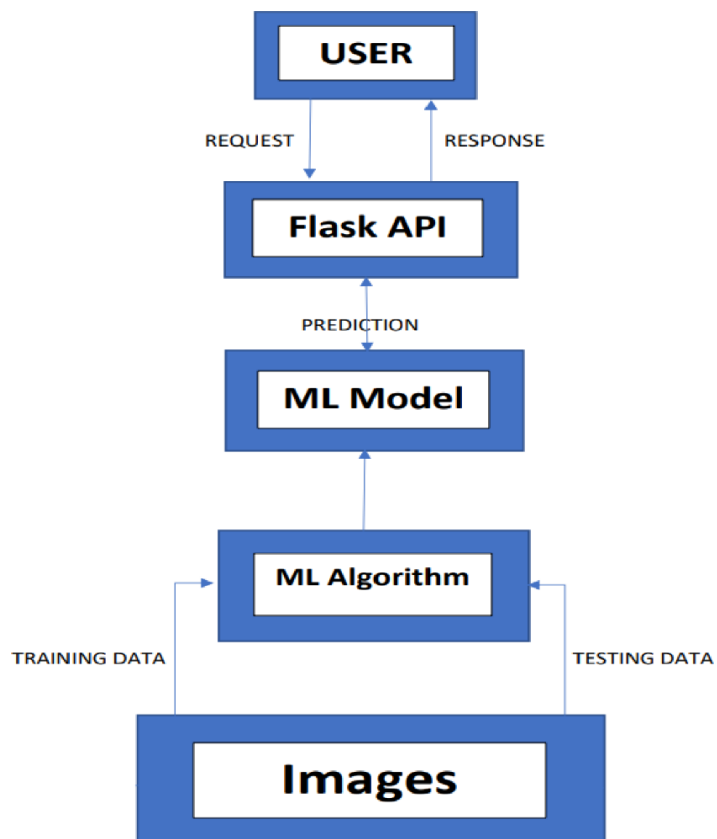 USER
REQUEST
RESPONSE
Flask API
PREDICTION
ML Model
ML Algorithm
TRAINING DATA
TESTING DATA
Images